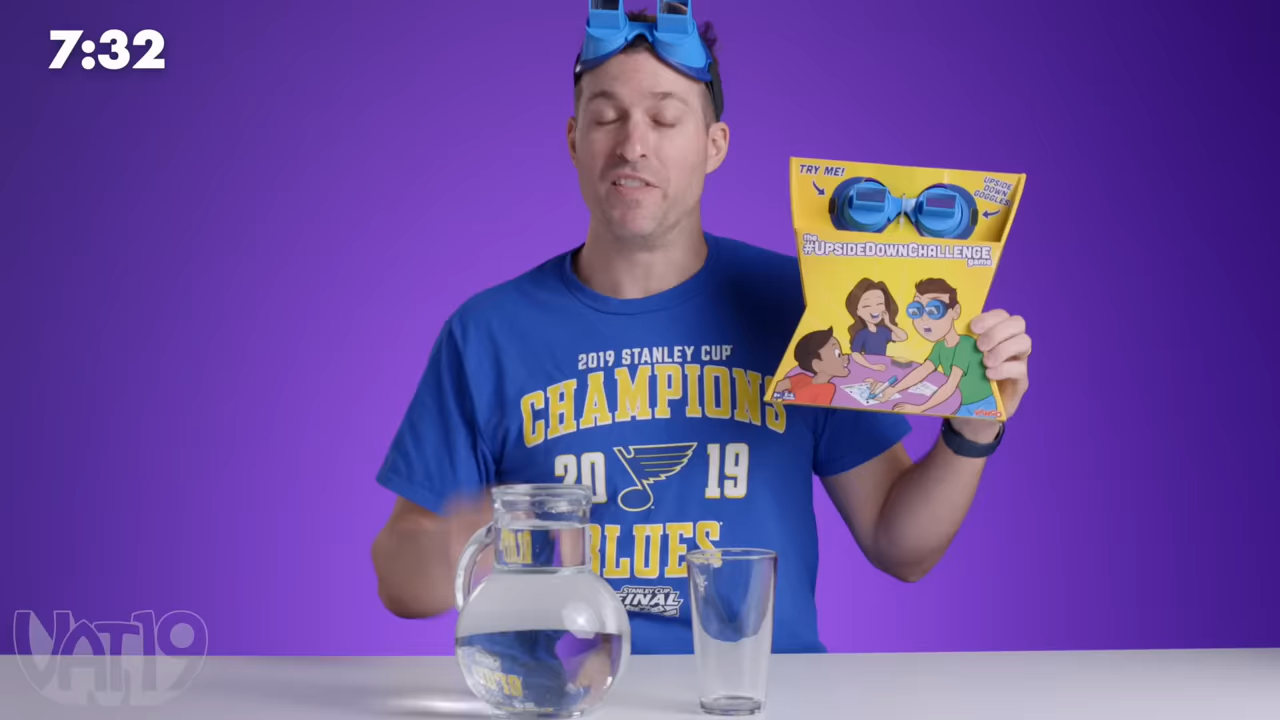 7:32
TRY ME!
UPSIDE
DOWN
GOGGLES
the
#UPSIDEDOWNCHALLENGE
game
2019 STANLEY CUP
CHAMPIONS
20 19
BLUES
STANLEY CUP
FINAL
VAT19